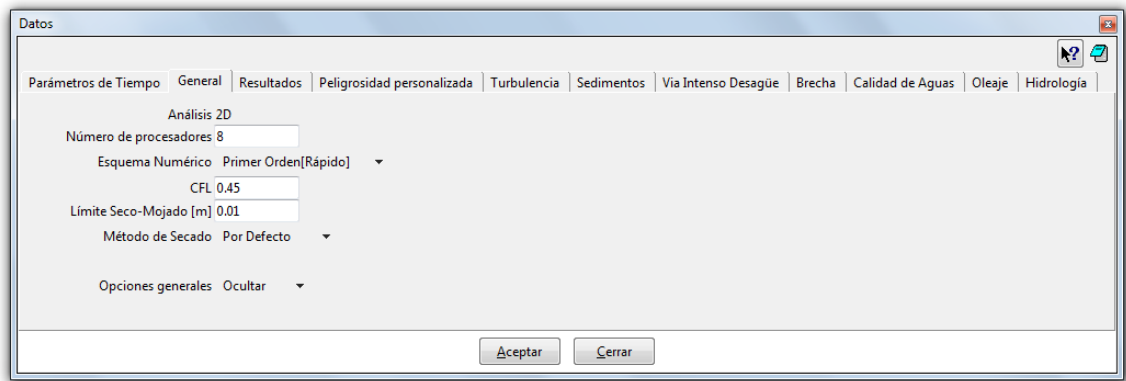 Datos
Parámetros de Tiempo General Resultados Peligrosidad personalizada Turbulencia Sedimentos Via Intenso Desagüe Brecha Calidad de Aguas Oleaje Hidrología
Análisis 2D
Número de procesadores 8
Esquema Numérico Primer Orden[Rápido]
CFL 0.45
Límite Seco-Mojado [m] 0.01
Método de Secado Por Defecto
Opciones generales Ocultar
Aceptar Cerrar